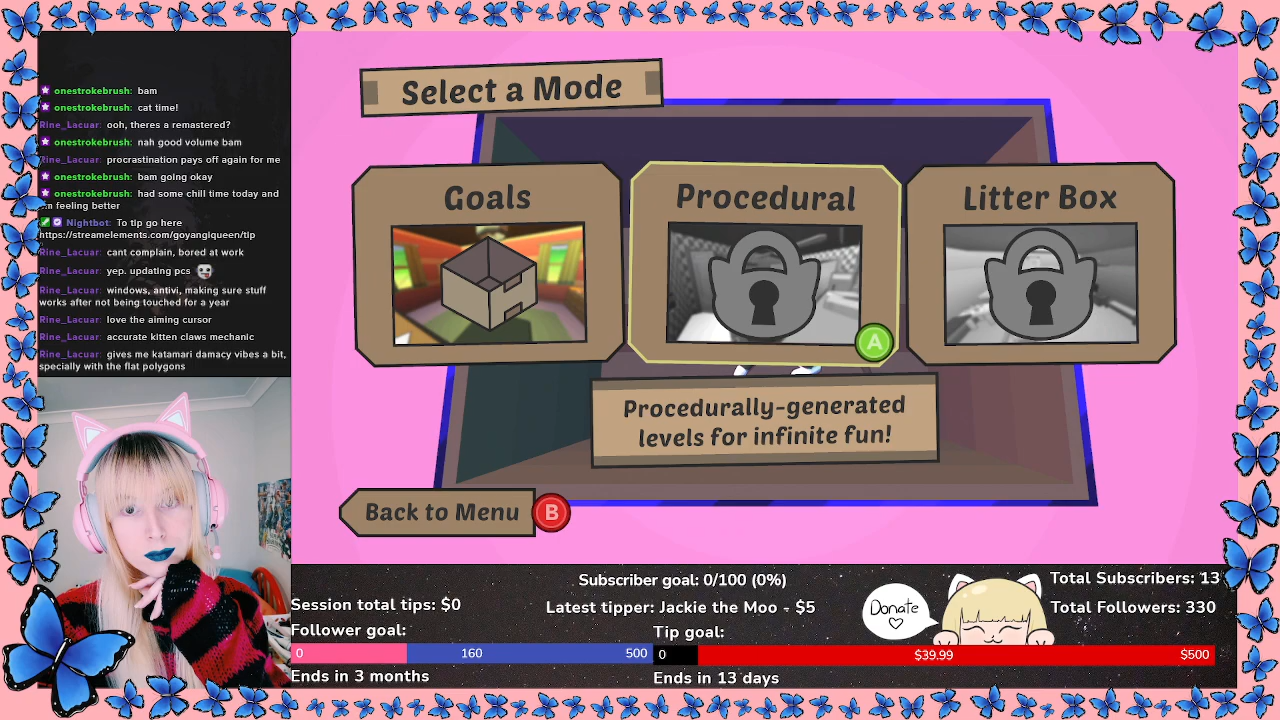 onestrokebrush: bam
onestrokebrush: cat time!
Rine_Lacuar: ooh, theres a remastered?
onestrokebrush: nah good volume bam
Rine_Lacuar: procrastination pays off again for me
onestrokebrush: bam going okay
onestrokebrush: had some chill time today and
feeling better
Nightbot: To tip go here
https://streamelements.com/goyangiqueen/tip
Rine_Lacuar: cant complain, bored at work
Rine_Lacuar: yep. updating pcs
Rine_Lacuar: windows, antivi, making sure stuff
works after not being touched for a year
Rine_Lacuar: love the aiming cursor
Rine_Lacuar: accurate kitten claws mechanic
Rine_Lacuar: gives me katamari damacy vibes a bit,
specially with the flat polygons
Select a Mode
Goals
Procedural
Litter Box
A
Procedurally-generated
levels for infinite fun!
Back to Menu B
Subscriber goal: 0/100 (0%)
Total Subscribers: 13
Session total tips: $0
Latest tipper: Jackie the Moo - $5
Donate
Total Followers: 330
Follower goal:
Tip goal:
0 160 500
0 $39.99 $500
Ends in 3 months
Ends in 13 days